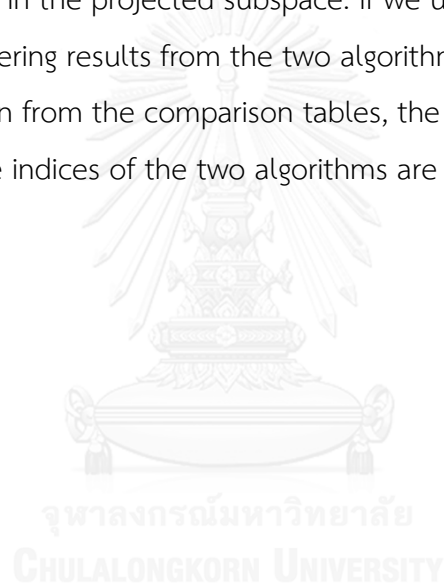 in the projected subspace. If we u
ering results from the two algorithm
n from the comparison tables, the
e indices of the two algorithms are
จุฬาลงกรณ์มหาวิทยาลัย
CHULALONGKORN UNIVERSITY